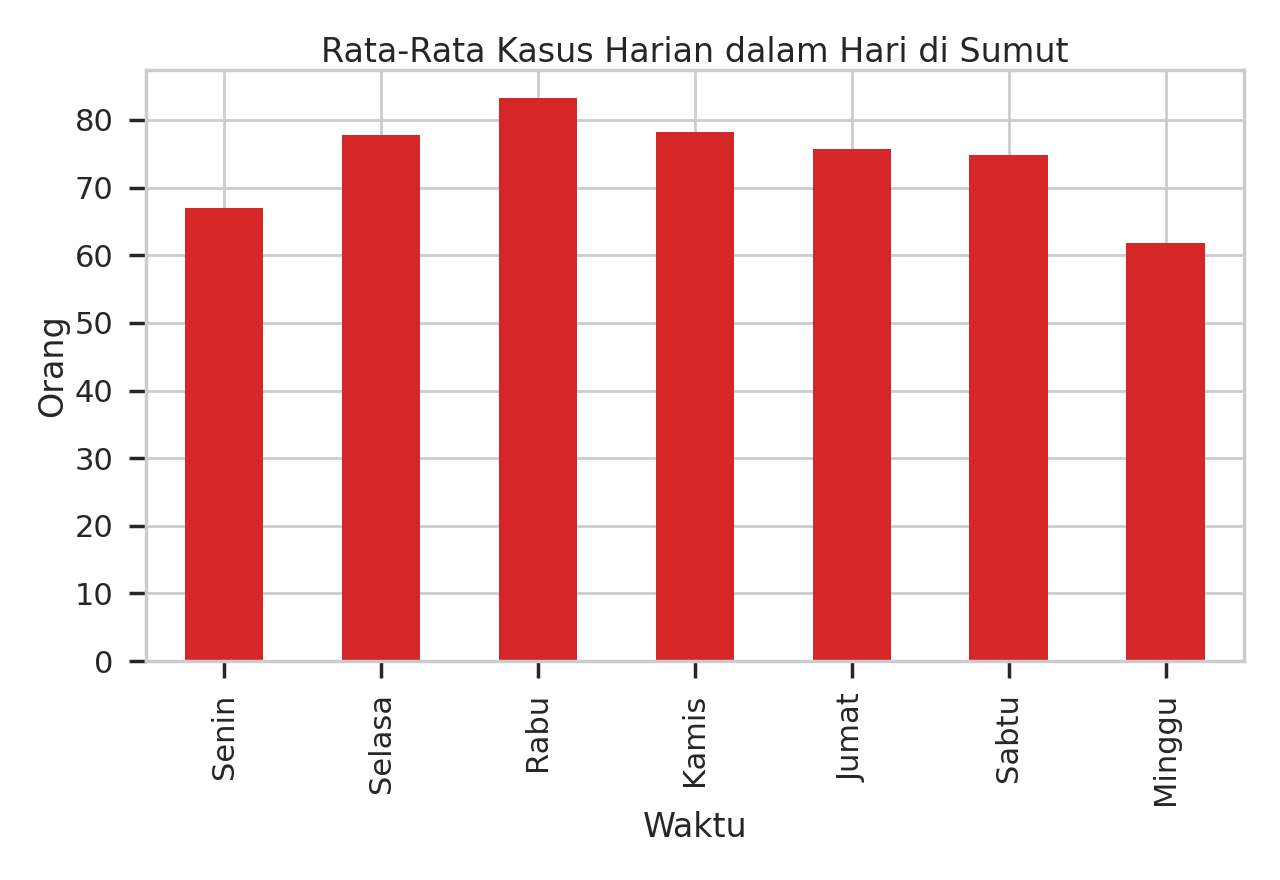 Rata-Rata Kasus Harian dalam Hari di Sumut
Orang
80
70
60
50
40
30
20
10
0
Senin
Selasa
Rabu
Kamis
Jumat
Sabtu
Minggu
Waktu